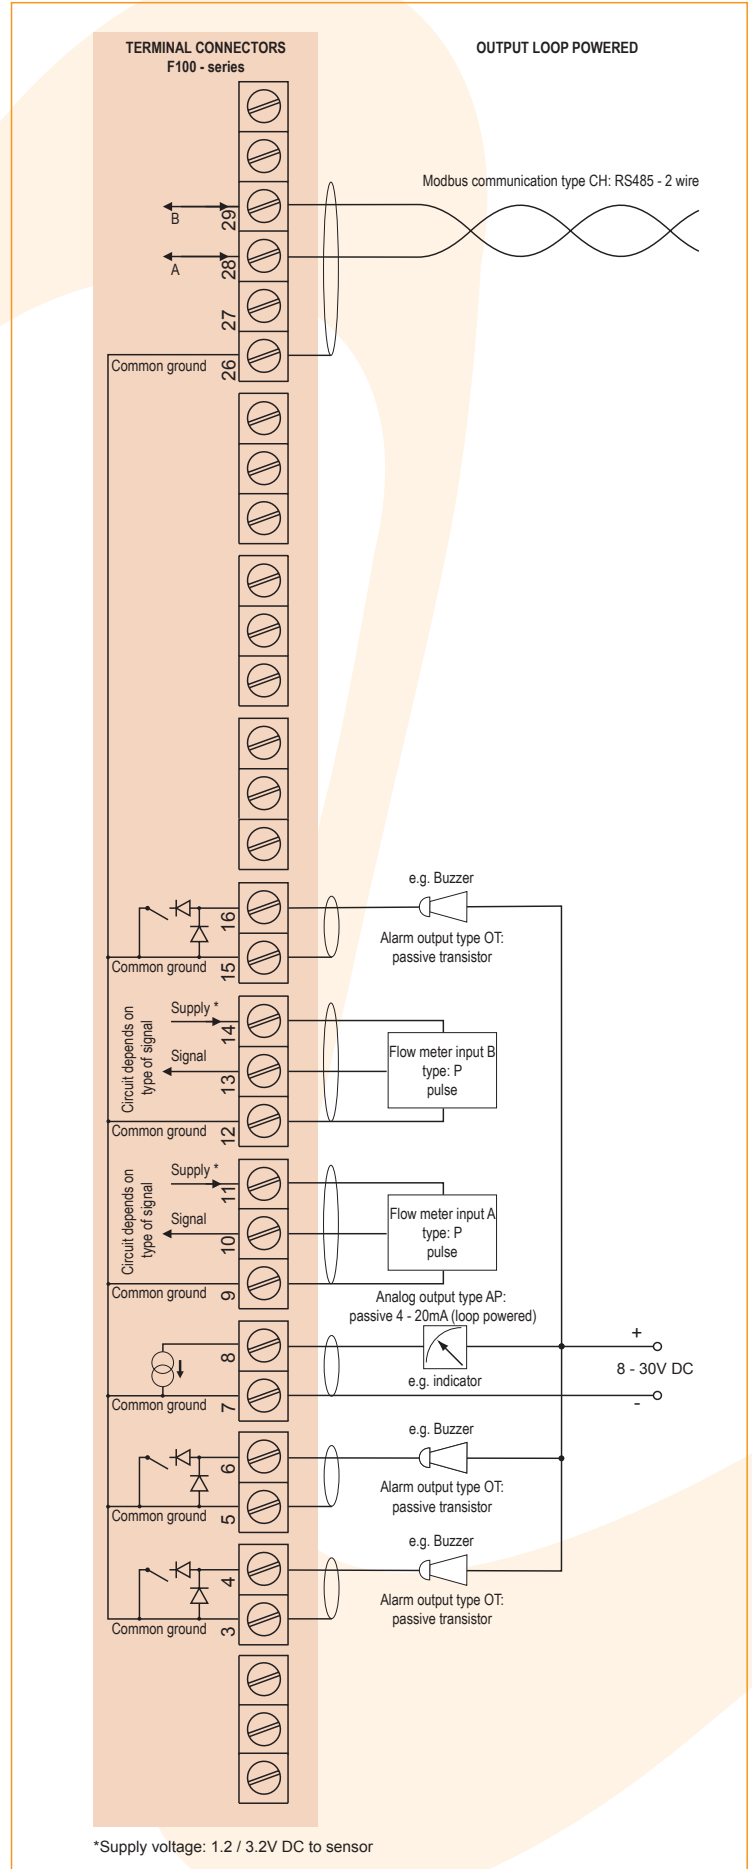 TERMINAL CONNECTORS
F100 - series
OUTPUT LOOP POWERED
Modbus communication type CH: RS485 - 2 wire
B
29
A
28
27
Common ground
26
e.g. Buzzer
16
Alarm output type OT:
passive transistor
Common ground
15
Circuit depends on
type of signal
Supply *
14
Signal
13
Flow meter input B
type: P
pulse
Common ground
12
Circuit depends on
type of signal
Supply *
11
Signal
10
Flow meter input A
type: P
pulse
Common ground
9
Analog output type AP:
passive 4 - 20mA (loop powered)
8
e.g. indicator
+
8 - 30V DC
-
Common ground
7
e.g. Buzzer
6
Alarm output type OT:
passive transistor
Common ground
5
e.g. Buzzer
4
Alarm output type OT:
passive transistor
Common ground
3
*Supply voltage: 1.2 / 3.2V DC to sensor